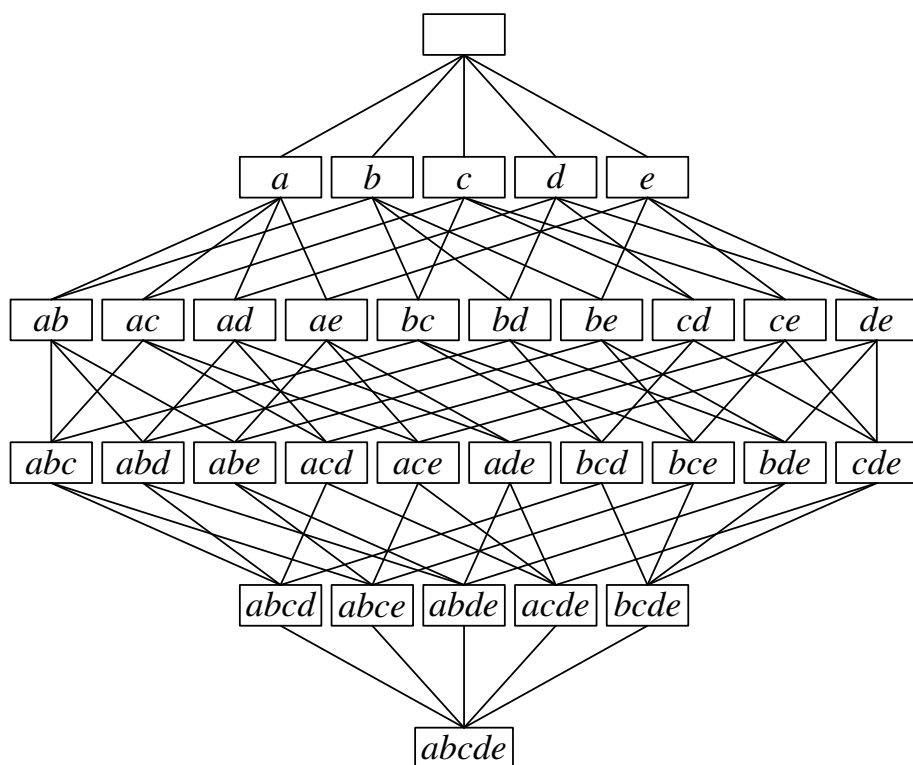 a b c d e
ab ac ad ae bc bd be cd ce de
abc abd abe acd ace ade bcd bce bde cde
abcd abce abde acde bcde
abcde